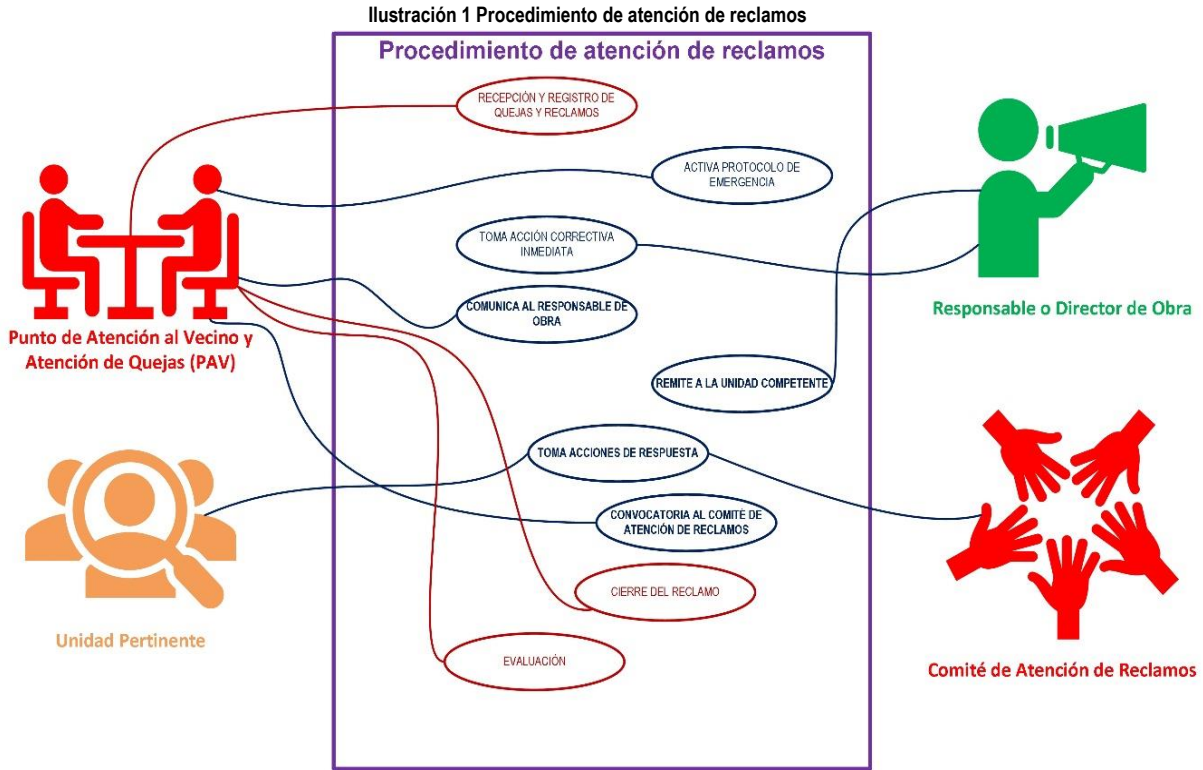 Ilustración 1 Procedimiento de atención de reclamos
Procedimiento de atención de reclamos
RECEPCIÓN Y REGISTRO DE
QUEJAS Y RECLAMOS
ACTIVA PROTOCOLO DE
EMERGENCIA
TOMA ACCIÓN CORRECTIVA
INMEDIATA
COMUNICA AL RESPONSABLE DE
OBRA
Responsable o Director de Obra
Punto de Atención al Vecino y
Atención de Quejas (PAV)
REMITE A LA UNIDAD COMPETENTE
TOMA ACCIONES DE RESPUESTA
CONVOCATORIA AL COMITÉ DE
ATENCIÓN DE RECLAMOS
CIERRE DEL RECLAMO
Unidad Pertinente
EVALUACIÓN
Comité de Atención de Reclamos